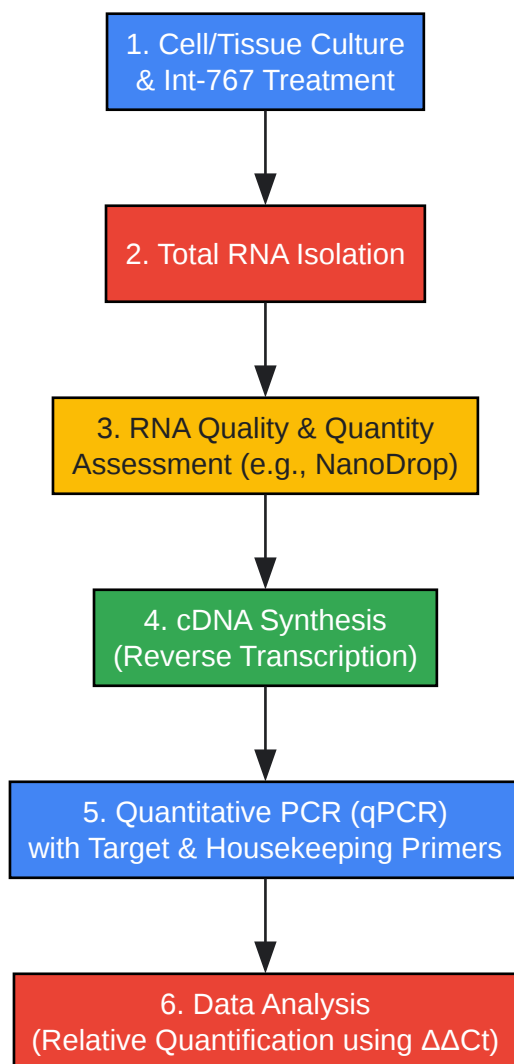 1. Cell/Tissue Culture
& Int-767 Treatment
2. Total RNA Isolation
3. RNA Quality & Quantity
Assessment (e.g., NanoDrop)
4. cDNA Synthesis
(Reverse Transcription)
5. Quantitative PCR (qPCR)
with Target & Housekeeping Primers
6. Data Analysis
(Relative Quantification using ΔΔCt)